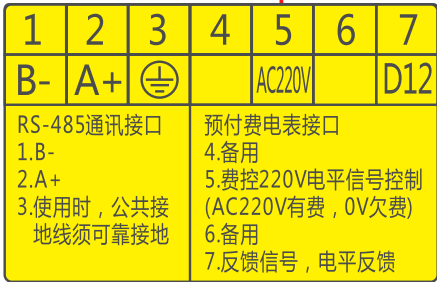 1 2 3 4 5 6 7
B- A+ AC220V D12
RS-485通讯接口
1.B-
2.A+
3.使用时，公共接
地线须可靠接地
预付费电表接口
4.备用
5.费控220V电平信号控制
(AC220V有费，0V欠费)
6.备用
7.反馈信号，电平反馈